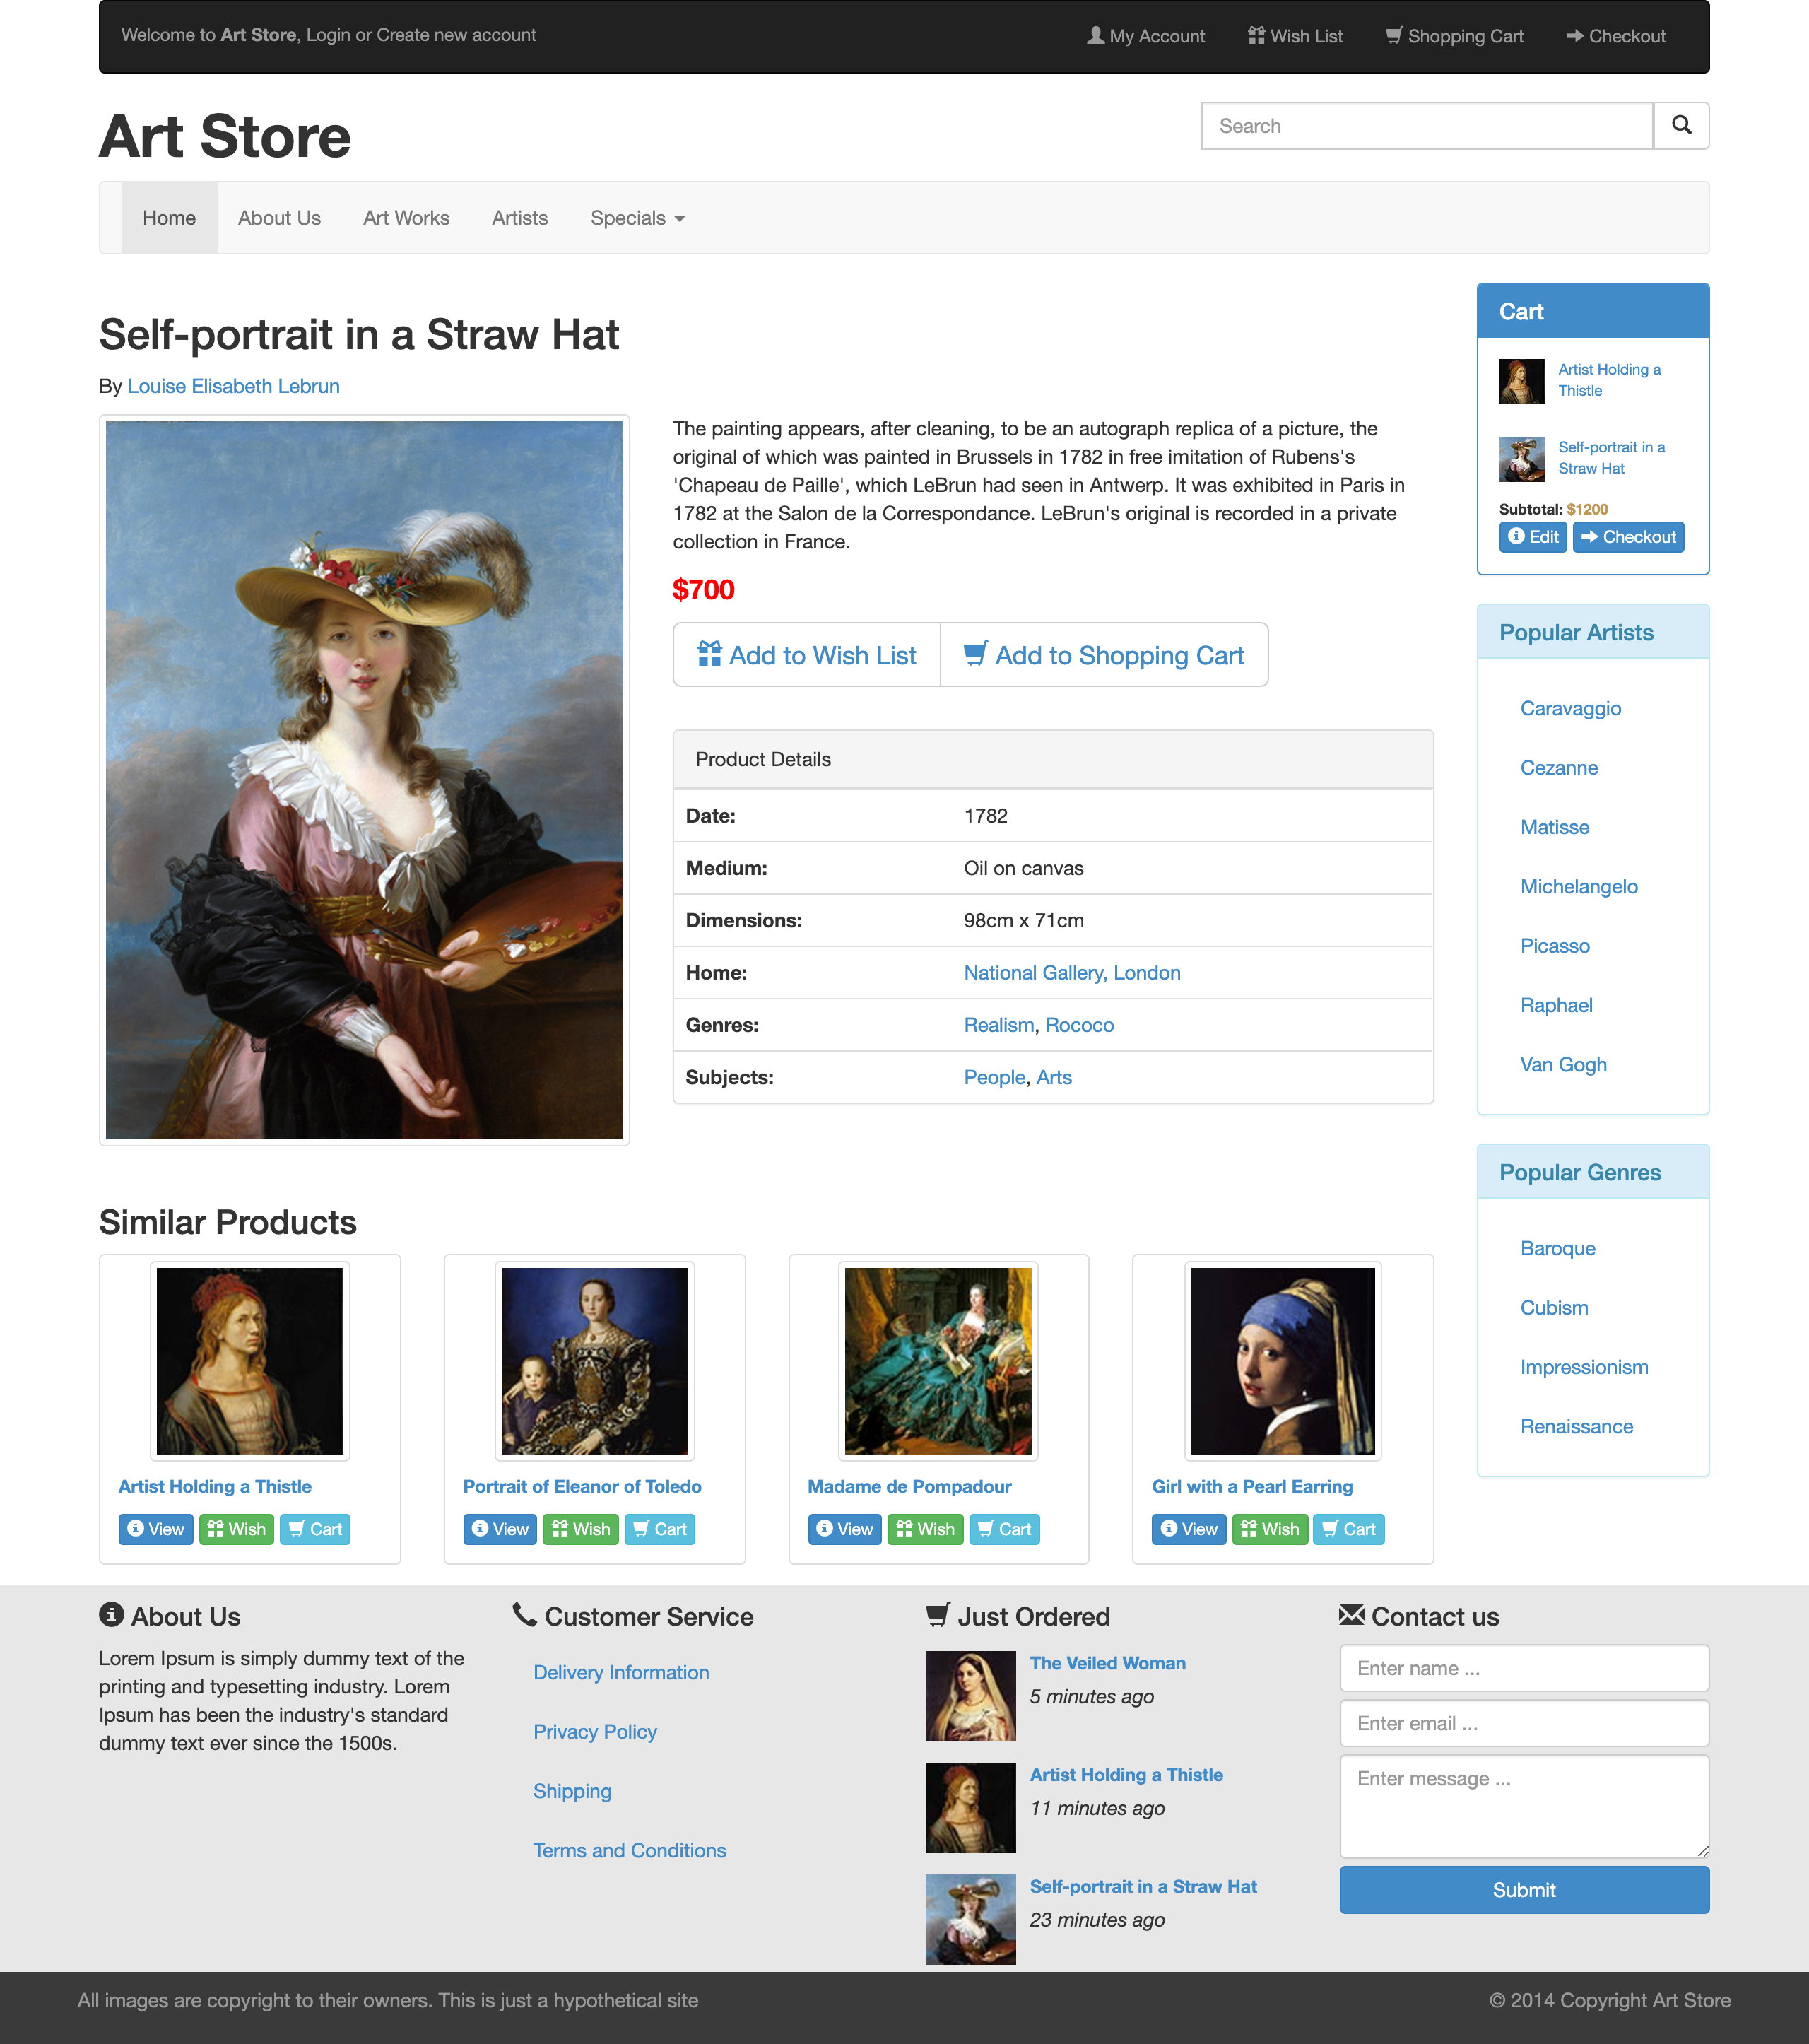 Welcome to Art Store, Login or Create new account
My Account
Wish List
Shopping Cart
Checkout
Art Store
Search
Home
About Us
Art Works
Artists
Specials
Self-portrait in a Straw Hat
By Louise Elisabeth Lebrun
The painting appears, after cleaning, to be an autograph replica of a picture, the
original of which was painted in Brussels in 1782 in free imitation of Rubens's
'Chapeau de Paille', which LeBrun had seen in Antwerp. It was exhibited in Paris in
1782 at the Salon de la Correspondance. LeBrun's original is recorded in a private
collection in France.
$700
Add to Wish List
Add to Shopping Cart
Product Details
Date: 1782
Medium: Oil on canvas
Dimensions: 98cm x 71cm
Home: National Gallery, London
Genres: Realism, Rococo
Subjects: People, Arts
Cart
Artist Holding a
Thistle
Self-portrait in a
Straw Hat
Subtotal: $1200
Edit
Checkout
Popular Artists
Caravaggio
Cezanne
Matisse
Michelangelo
Picasso
Raphael
Van Gogh
Popular Genres
Baroque
Cubism
Impressionism
Renaissance
Similar Products
Artist Holding a Thistle
View Wish Cart
Portrait of Eleanor of Toledo
View Wish Cart
Madame de Pompadour
View Wish Cart
Girl with a Pearl Earring
View Wish Cart
About Us
Lorem Ipsum is simply dummy text of the
printing and typesetting industry. Lorem
Ipsum has been the industry's standard
dummy text ever since the 1500s.
Customer Service
Delivery Information
Privacy Policy
Shipping
Terms and Conditions
Just Ordered
The Veiled Woman
5 minutes ago
Artist Holding a Thistle
11 minutes ago
Self-portrait in a Straw Hat
23 minutes ago
Contact us
Enter name ...
Enter email ...
Enter message ...
Submit
All images are copyright to their owners. This is just a hypothetical site
© 2014 Copyright Art Store